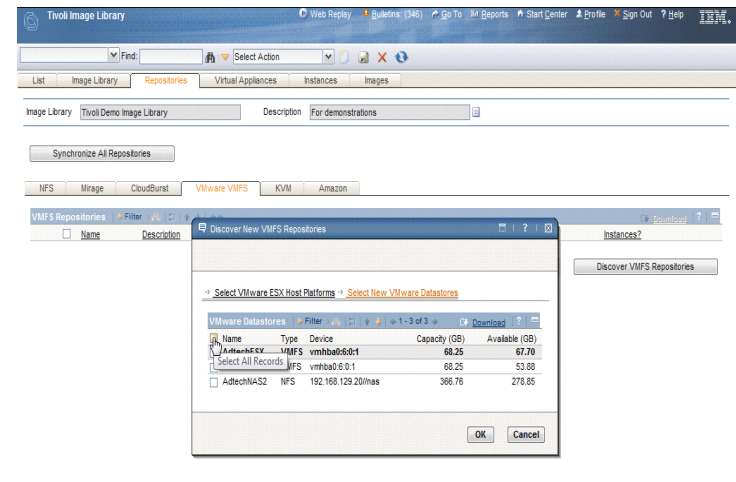 Tivoli Image Library
Web Replay Bulletins: (346) Go To Reports Start Center Profile Sign Out ? Help IBM.
Find: Select Action
List Image Library Repositories Virtual Appliances Instances Images
Image Library Tivoli Demo Image Library Description For demonstrations
Synchronize All Repositories
NFS Mirage CloudBurst VMware VMFS KVM Amazon
VMFS Repositories Filter Download ?
Name Description Instances?
Discover New VMFS Repositories ?
Discover VMFS Repositories
Select VMware ESX Host Platforms Select New VMware Datastores
VMware Datastores Filter 1 - 3 of 3 Download ?
Name Type Device Capacity (GB) Available (GB)
AdtechESX VMFS vmhba0:6:0:1 68.25 67.70
Select All Records
MFS vmhba0:6:0:1 68.25 53.88
AdtechNAS2 NFS 192.168.129.20//nas 366.76 278.85
OK Cancel